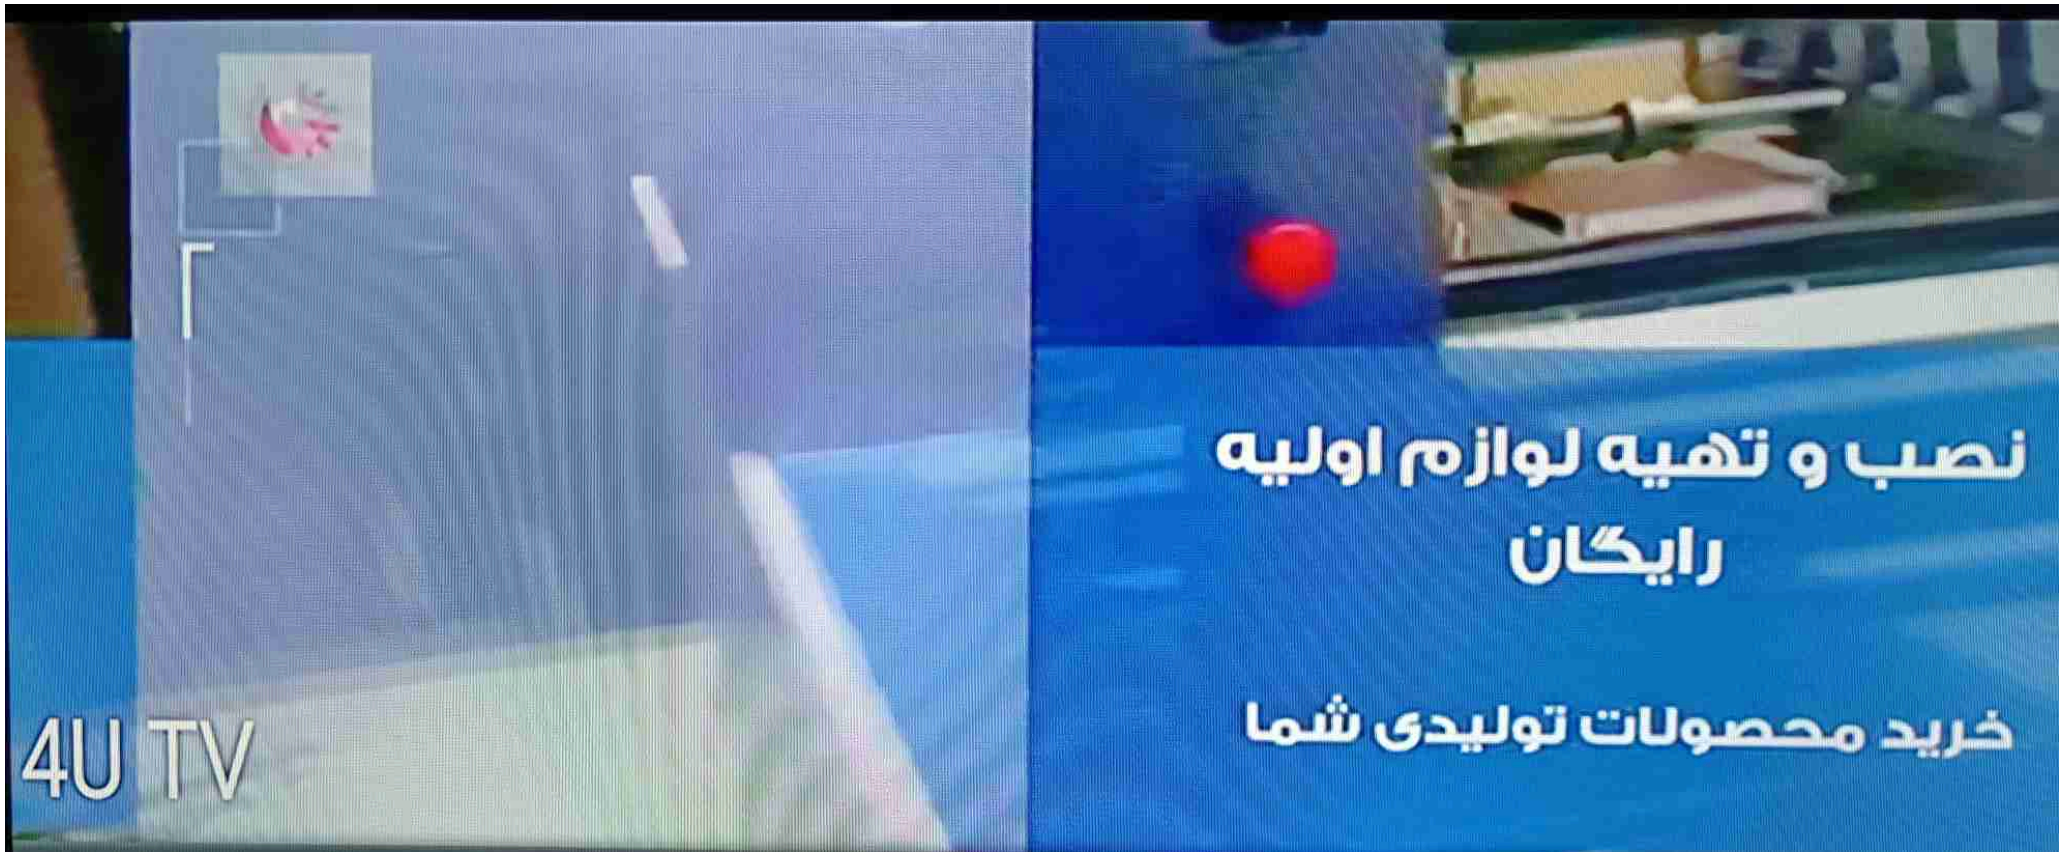 نصب و تهیه لوازم اولیه
رایگان
خرید محصولات تولیدی شما
4U TV